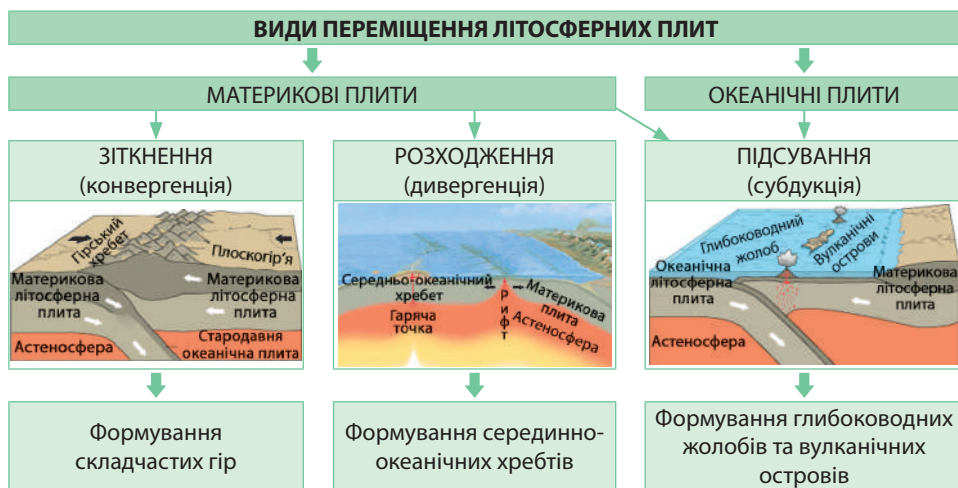 ВИДИ ПЕРЕМІЩЕННЯ ЛІТОСФЕРНИХ ПЛИТ
МАТЕРИКОВІ ПЛИТИ
ОКЕАНІЧНІ ПЛИТИ
ЗІТКНЕННЯ
(конвергенція)
Гірський
хребет
Плоскогір'я
Материкова
літосферна
плита
Материкова
літосферна
плита
Астеносфера
Стародавня
океанічна плита
Формування
складчастих гір
РОЗХОДЖЕННЯ
(дивергенція)
Середньо-океанічний
хребет
Гаряча
точка
Рифт
Материкова
плита
Астеносфера
Формування серединно-
океанічних хребтів
ПІДСУВАННЯ
(субдукція)
Глибоководний
жолоб
Вулканічні
острови
Океанічна
літосферна
плита
Материкова
літосферна
плита
Астеносфера
Формування глибоководних
жолобів та вулканічних
островів